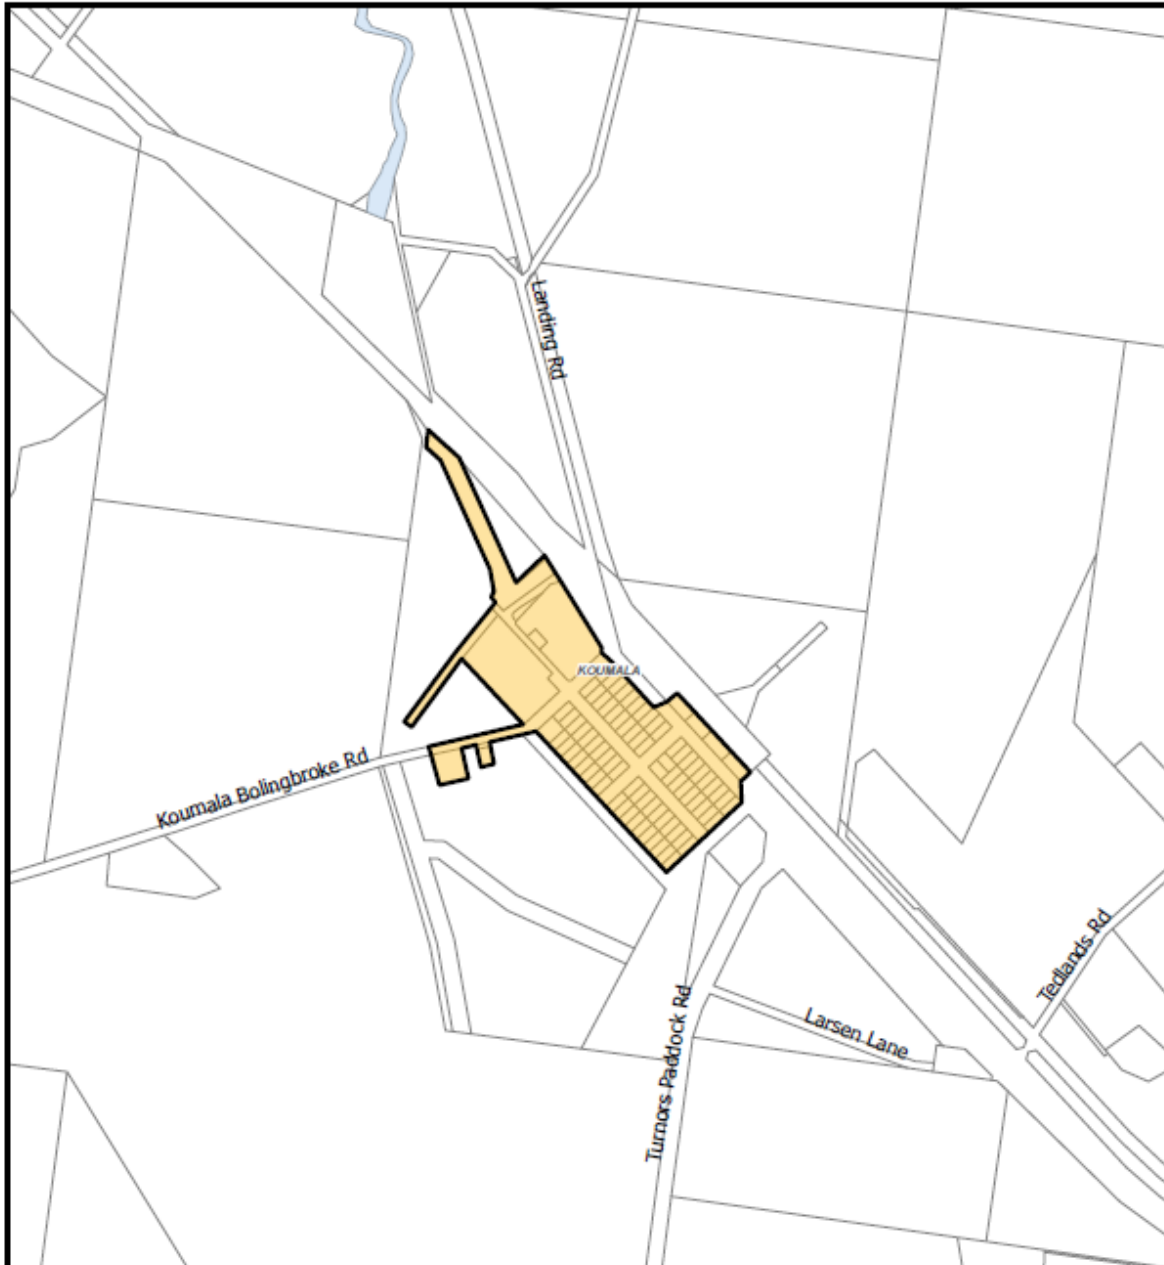 Landing Rd
KOUMALA
Koumala Bolingbroke Rd
Tedlands Rd
Larsen Lane
Turnors Paddock Rd